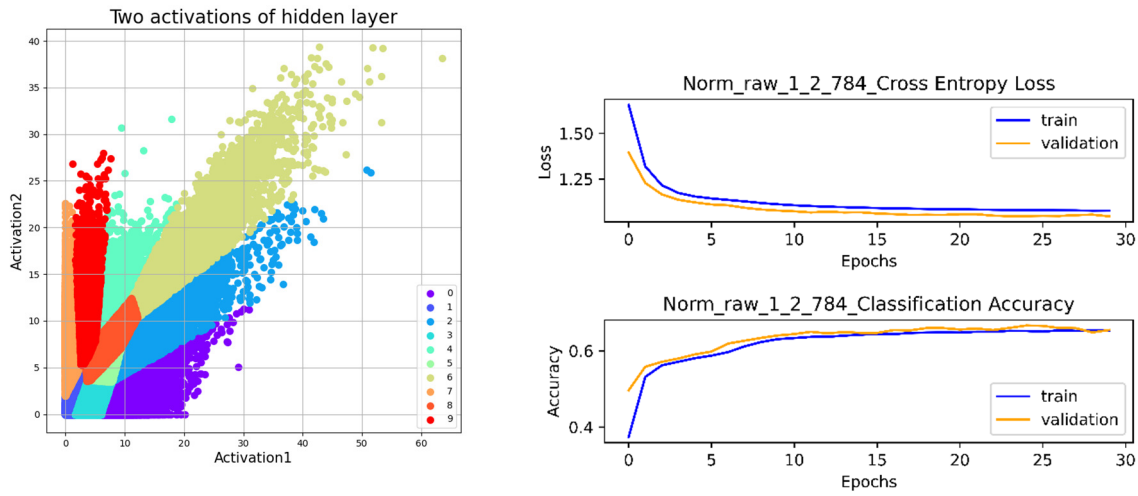 Two activations of hidden layer
40
35
30
25
20
15
10
5
0
Activation2
0
1
2
3
4
5
6
7
8
9
0 10 20 30 40 50 60
Activation1
Norm_raw_1_2_784_Cross Entropy Loss
1.50
1.25
Loss
train
validation
0 5 10 15 20 25 30
Epochs
Norm_raw_1_2_784_Classification Accuracy
0.6
0.4
Accuracy
train
validation
0 5 10 15 20 25 30
Epochs